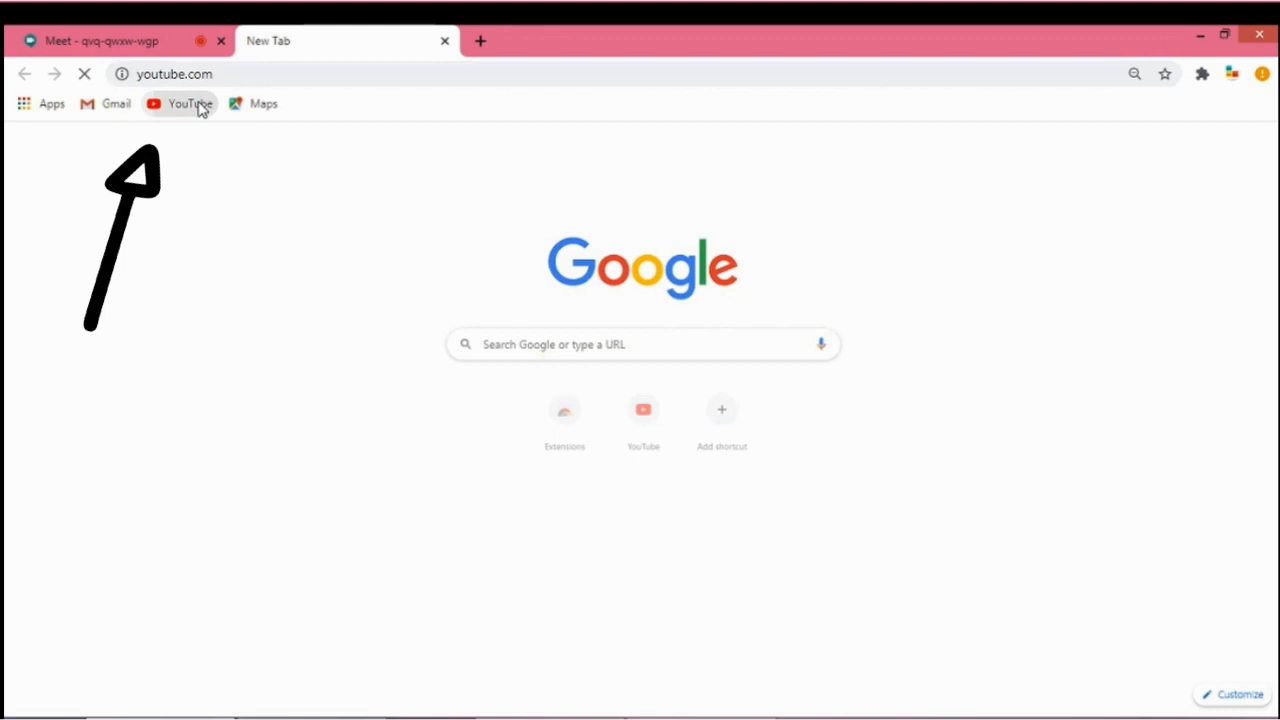 Meet - qvq-qwxw-wgp
New Tab
youtube.com
Apps
Gmail
YouTube
Maps
Google
Search Google or type a URL
Extensions
YouTube
Add shortcut
Customize